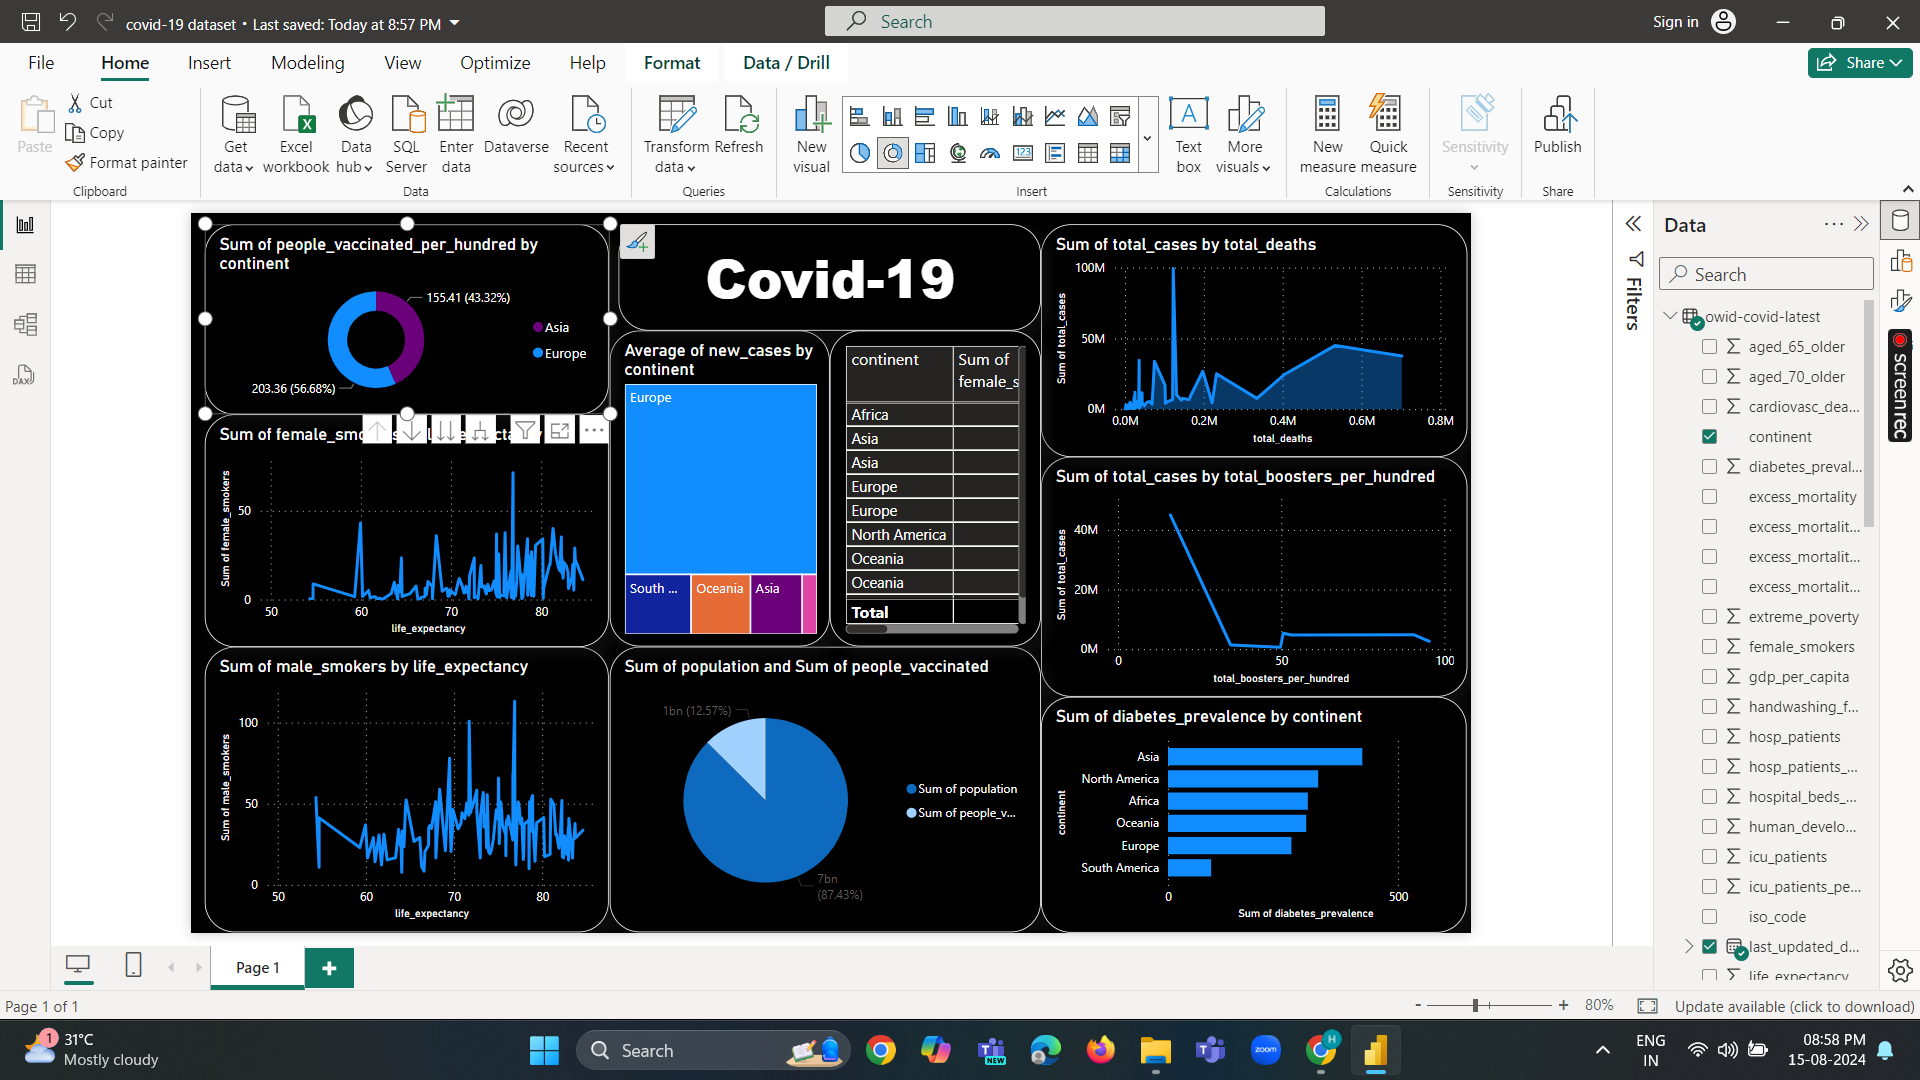 covid-19 dataset • Last saved: Today at 8:57 PM
Search
Sign in
File Home Insert Modeling View Optimize Help Format Data / Drill
Share
Paste
Cut
Copy
Format painter
Clipboard
Get data
Excel workbook
Data hub
SQL Server
Enter data
Dataverse
Recent sources
Data
Transform data
Refresh
Queries
New visual
123
A
Text box
More visuals
Insert
New measure
Quick measure
Calculations
Sensitivity
Sensitivity
Publish
Share
DAX
Sum of people_vaccinated_per_hundred by
continent
155.41 (43.32%)
203.36 (56.68%)
Asia
Europe
Covid-19
Sum of total_cases by total_deaths
Sum of total_cases
100M
50M
0M
0.0M 0.2M 0.4M 0.6M 0.8M
total_deaths
Sum of female_smo
Sum of female_smokers
50
0
50 60 70 80
life_expectancy
Average of new_cases by
continent
Europe
South ...
Oceania
Asia
continent Sum of
female_s
Africa
Asia
Asia
Europe
Europe
North America
Oceania
Oceania
Total
Sum of total_cases by total_boosters_per_hundred
Sum of total_cases
40M
20M
0M
0 50 100
total_boosters_per_hundred
Sum of male_smokers by life_expectancy
Sum of male_smokers
100
50
0
50 60 70 80
life_expectancy
Sum of population and Sum of people_vaccinated
1bn (12.57%)
7bn
(87.43%)
Sum of population
Sum of people_v...
Sum of diabetes_prevalence by continent
continent
Asia
North America
Africa
Oceania
Europe
South America
0 500
Sum of diabetes_prevalence
Filters
Data
Search
owid-covid-latest
aged_65_older
aged_70_older
cardiovasc_dea...
continent
diabetes_preval...
excess_mortality
excess_mortalit...
excess_mortalit...
excess_mortalit...
extreme_poverty
female_smokers
gdp_per_capita
handwashing_f...
hosp_patients
hosp_patients_...
hospital_beds_...
human_develo...
icu_patients
icu_patients_pe...
iso_code
last_updated_d...
life_expectancy
screen rec
Page 1
Page 1 of 1
- + 80%
Update available (click to download)
1
31°C
Mostly cloudy
Search
NEW
zoom
H
ENG
IN
08:58 PM
15-08-2024